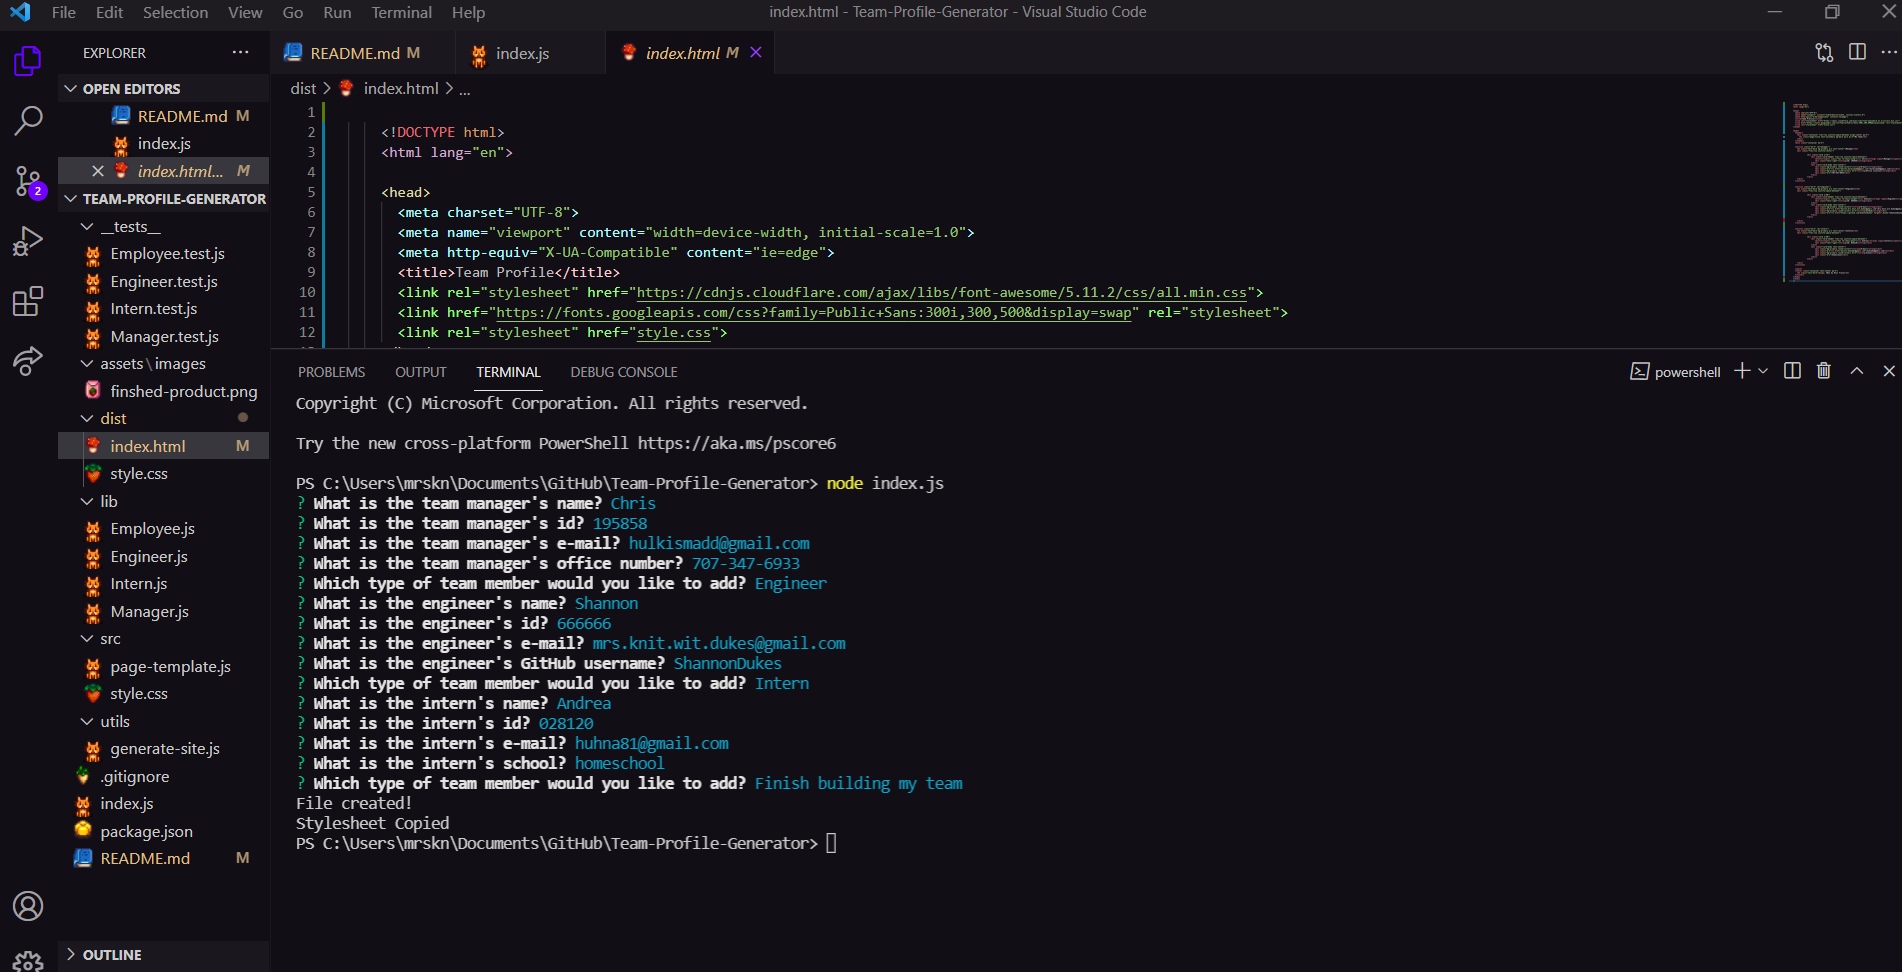 File Edit Selection View Go Run Terminal Help
index.html - Team-Profile-Generator - Visual Studio Code
EXPLORER
OPEN EDITORS
README.md M
index.js
index.html... M
TEAM-PROFILE-GENERATOR
__tests__
Employee.test.js
Engineer.test.js
Intern.test.js
Manager.test.js
assets\images
finshed-product.png
dist
index.html M
style.css
lib
Employee.js
Engineer.js
Intern.js
Manager.js
src
page-template.js
style.css
utils
generate-site.js
.gitignore
index.js
package.json
README.md M
OUTLINE
2
README.md M index.js index.html M
dist > index.html > ...
1
2 <!DOCTYPE html>
3 <html lang="en">
4
5 <head>
6 <meta charset="UTF-8">
7 <meta name="viewport" content="width=device-width, initial-scale=1.0">
8 <meta http-equiv="X-UA-Compatible" content="ie=edge">
9 <title>Team Profile</title>
10 <link rel="stylesheet" href="https://cdnjs.cloudflare.com/ajax/libs/font-awesome/5.11.2/css/all.min.css">
11 <link href="https://fonts.googleapis.com/css?family=Public+Sans:300i,300,500&display=swap" rel="stylesheet">
12 <link rel="stylesheet" href="style.css">
PROBLEMS OUTPUT TERMINAL DEBUG CONSOLE
powershell
Copyright (C) Microsoft Corporation. All rights reserved.
Try the new cross-platform PowerShell https://aka.ms/pscore6
PS C:\Users\mrskn\Documents\GitHub\Team-Profile-Generator> node index.js
? What is the team manager's name? Chris
? What is the team manager's id? 195858
? What is the team manager's e-mail? hulkismadd@gmail.com
? What is the team manager's office number? 707-347-6933
? Which type of team member would you like to add? Engineer
? What is the engineer's name? Shannon
? What is the engineer's id? 666666
? What is the engineer's e-mail? mrs.knit.wit.dukes@gmail.com
? What is the engineer's GitHub username? ShannonDukes
? Which type of team member would you like to add? Intern
? What is the intern's name? Andrea
? What is the intern's id? 028120
? What is the intern's e-mail? huhna81@gmail.com
? What is the intern's school? homeschool
? Which type of team member would you like to add? Finish building my team
File created!
Stylesheet Copied
PS C:\Users\mrskn\Documents\GitHub\Team-Profile-Generator>